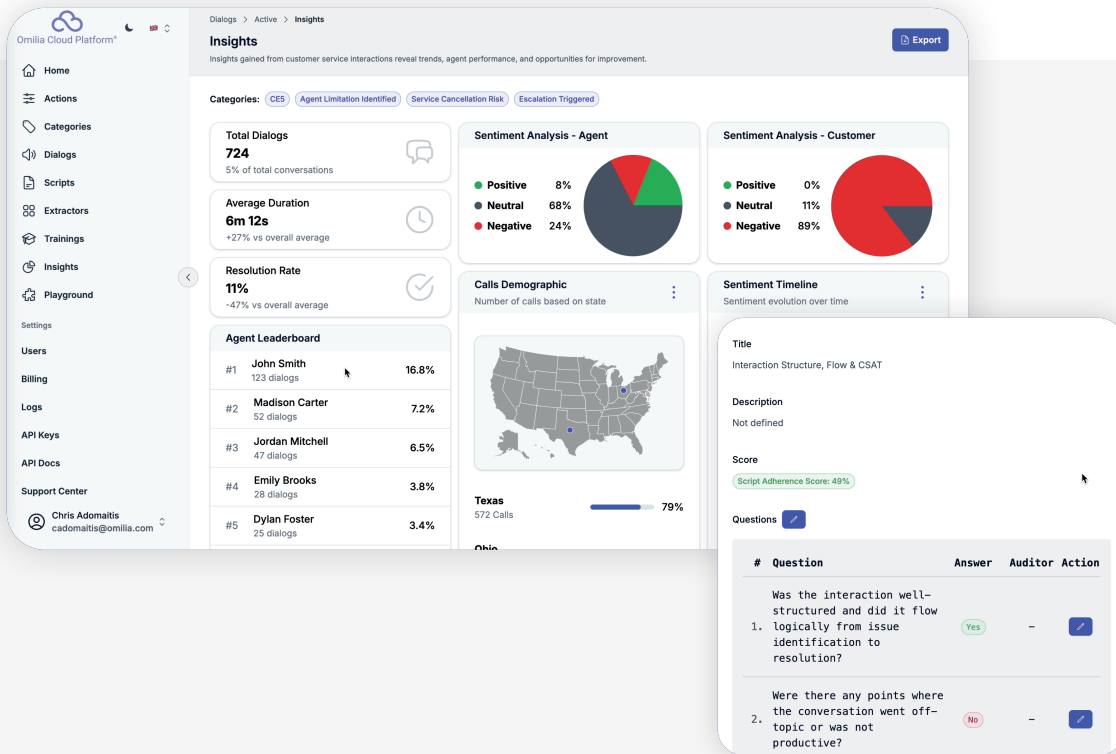 Omilia Cloud Platform®
Home
Actions
Categories
Dialogs
Scripts
Extractors
Trainings
Insights
Playground
Settings
Users
Billing
Logs
API Keys
API Docs
Support Center
Chris Adomaitis
cadomaitis@omilia.com
Dialogs > Active > Insights
Insights
Insights gained from customer service interactions reveal trends, agent performance, and opportunities for improvement.
Export
Categories: CE5 Agent Limitation Identified Service Cancellation Risk Escalation Triggered
Total Dialogs
724
5% of total conversations
Average Duration
6m 12s
+27% vs overall average
Resolution Rate
11%
-47% vs overall average
Agent Leaderboard
#1 John Smith 16.8%
123 dialogs
#2 Madison Carter 7.2%
52 dialogs
#3 Jordan Mitchell 6.5%
47 dialogs
#4 Emily Brooks 3.8%
28 dialogs
#5 Dylan Foster 3.4%
25 dialogs
Sentiment Analysis - Agent
Positive 8%
Neutral 68%
Negative 24%
Sentiment Analysis - Customer
Positive 0%
Neutral 11%
Negative 89%
Calls Demographic
Number of calls based on state
Texas
572 Calls
79%
Ohio
Sentiment Timeline
Sentiment evolution over time
Title
Interaction Structure, Flow & CSAT
Description
Not defined
Score
Script Adherence Score: 49%
Questions
# Question Answer Auditor Action
1. Was the interaction well-
structured and did it flow
logically from issue
identification to
resolution?
Yes –
2. Were there any points where
the conversation went off-
topic or was not
productive?
No –